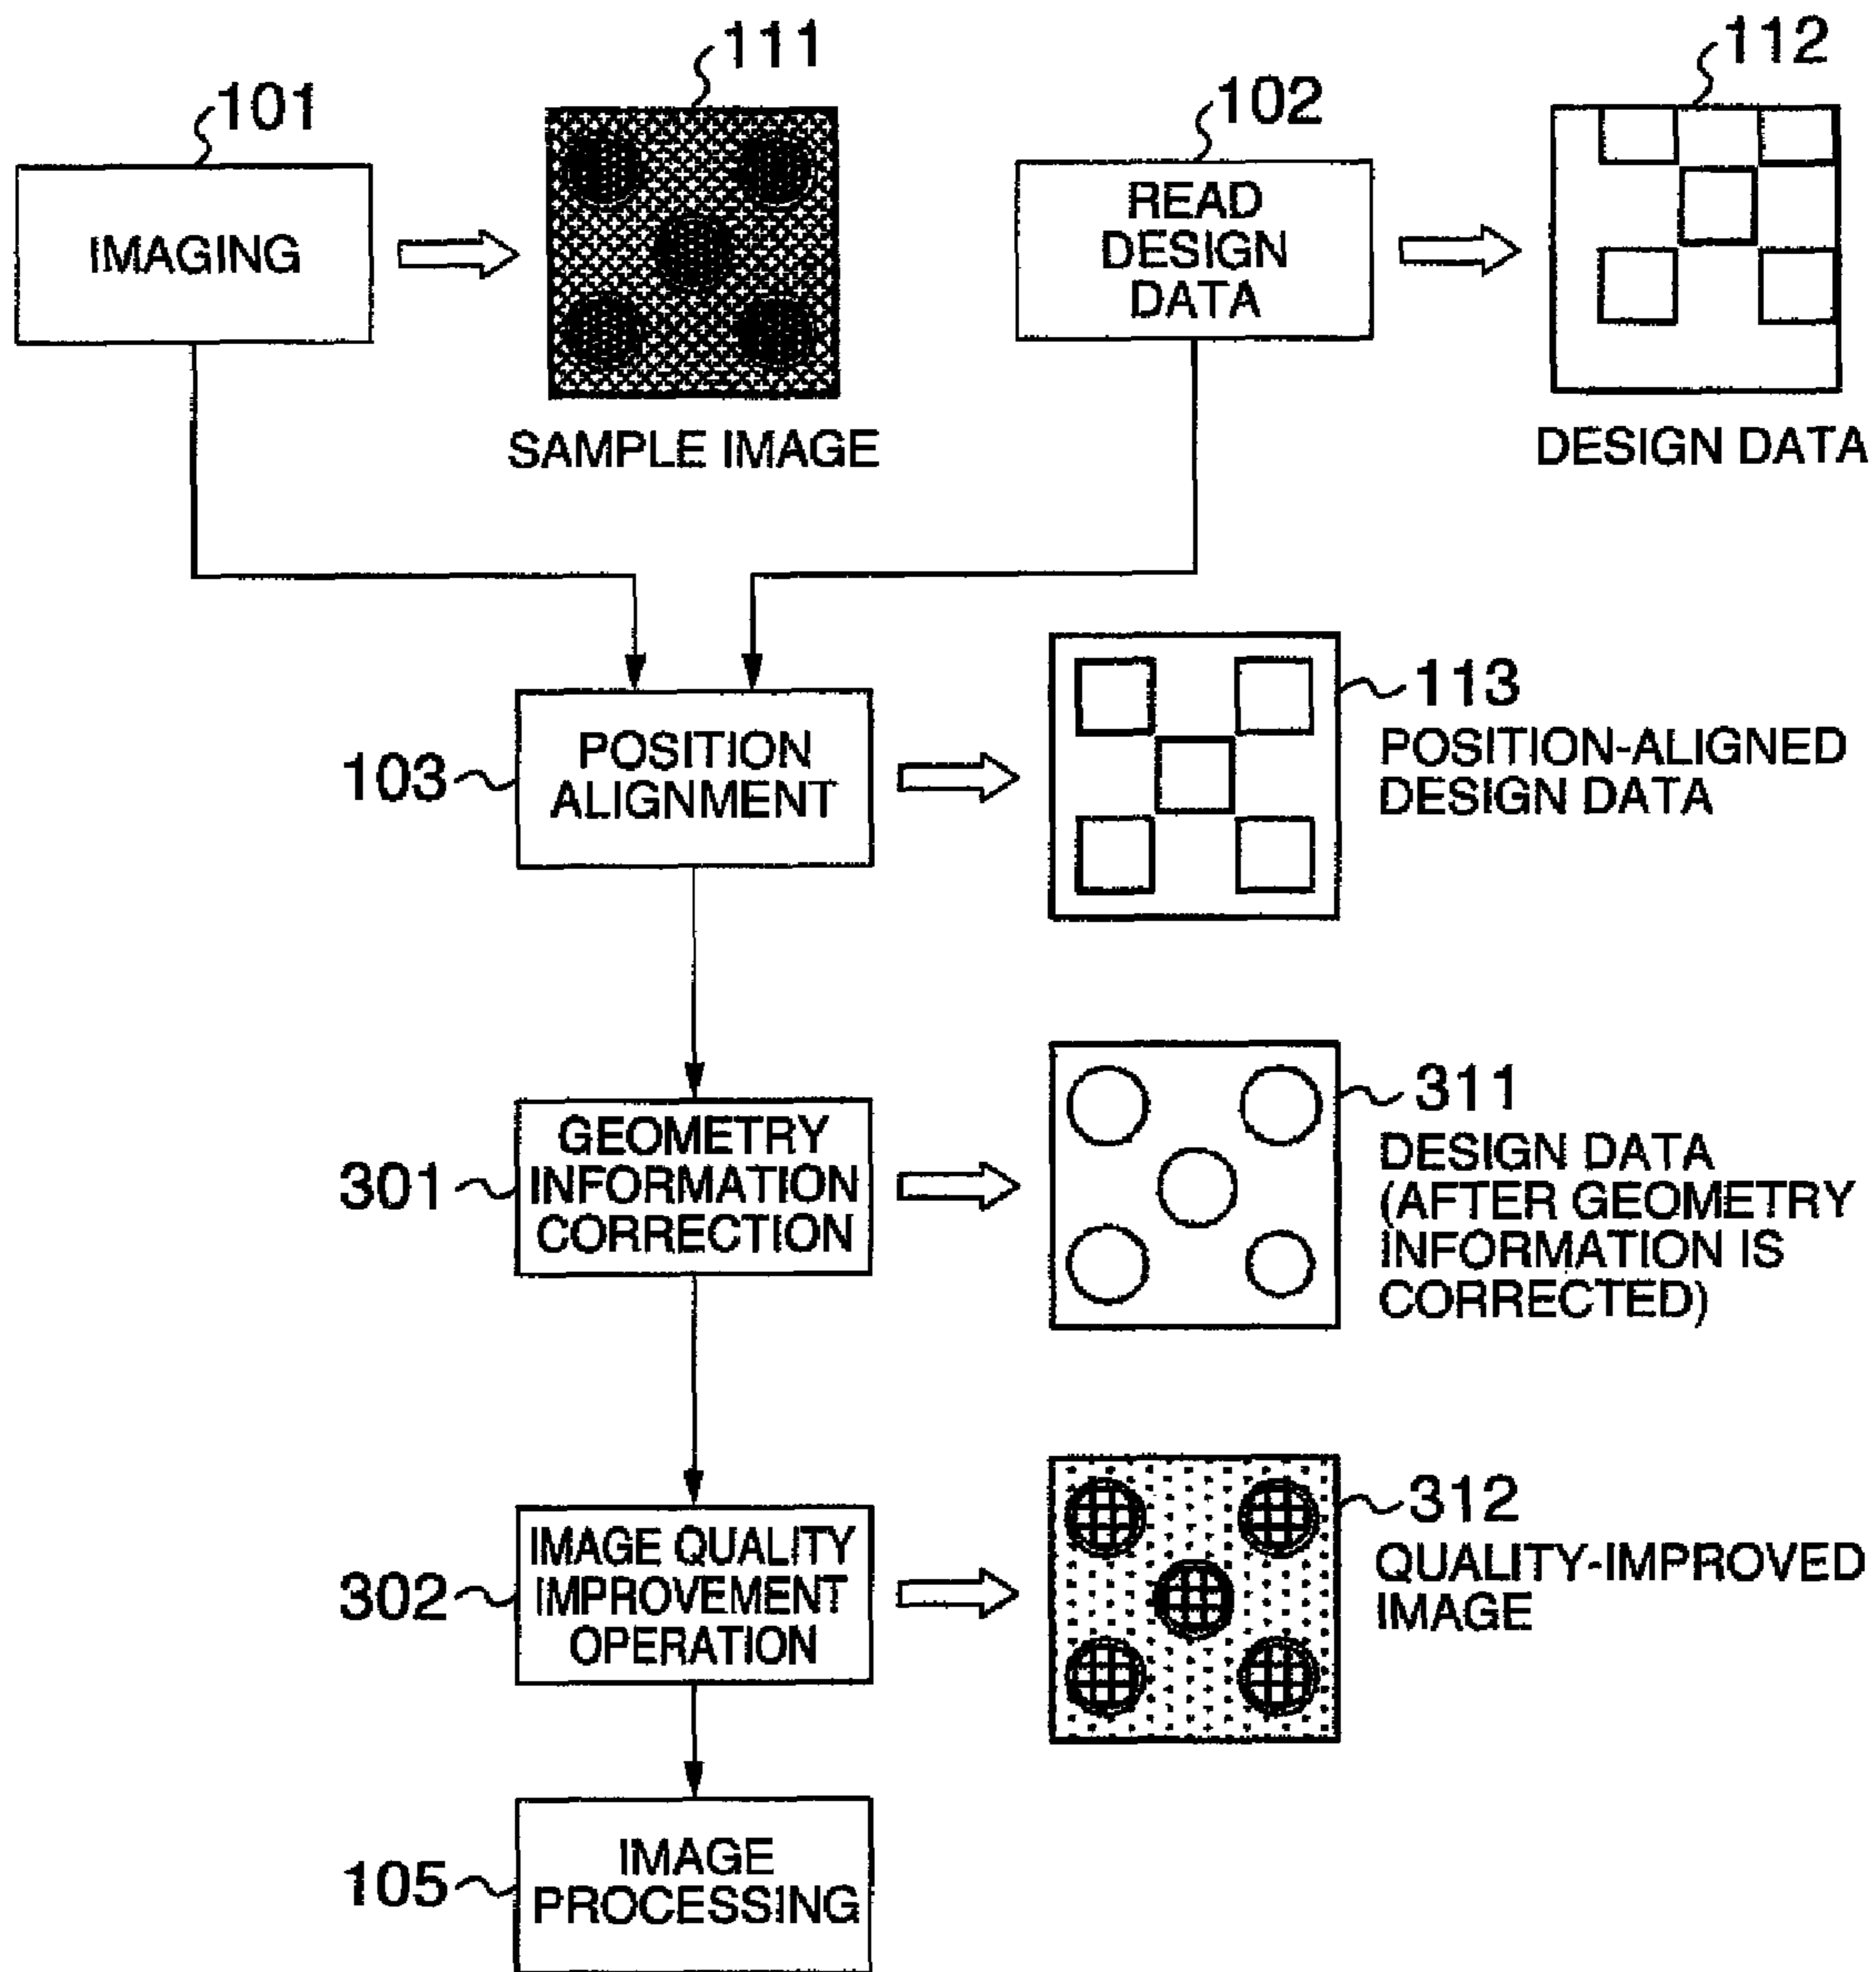 111
112
101
102
IMAGING
READ
DESIGN
DATA
SAMPLE IMAGE
DESIGN DATA
103
POSITION
ALIGNMENT
113
POSITION-ALIGNED
DESIGN DATA
301
GEOMETRY
INFORMATION
CORRECTION
311
DESIGN DATA
(AFTER GEOMETRY
INFORMATION IS
CORRECTED)
302
IMAGE QUALITY
IMPROVEMENT
OPERATION
312
QUALITY-IMPROVED
IMAGE
105
IMAGE
PROCESSING